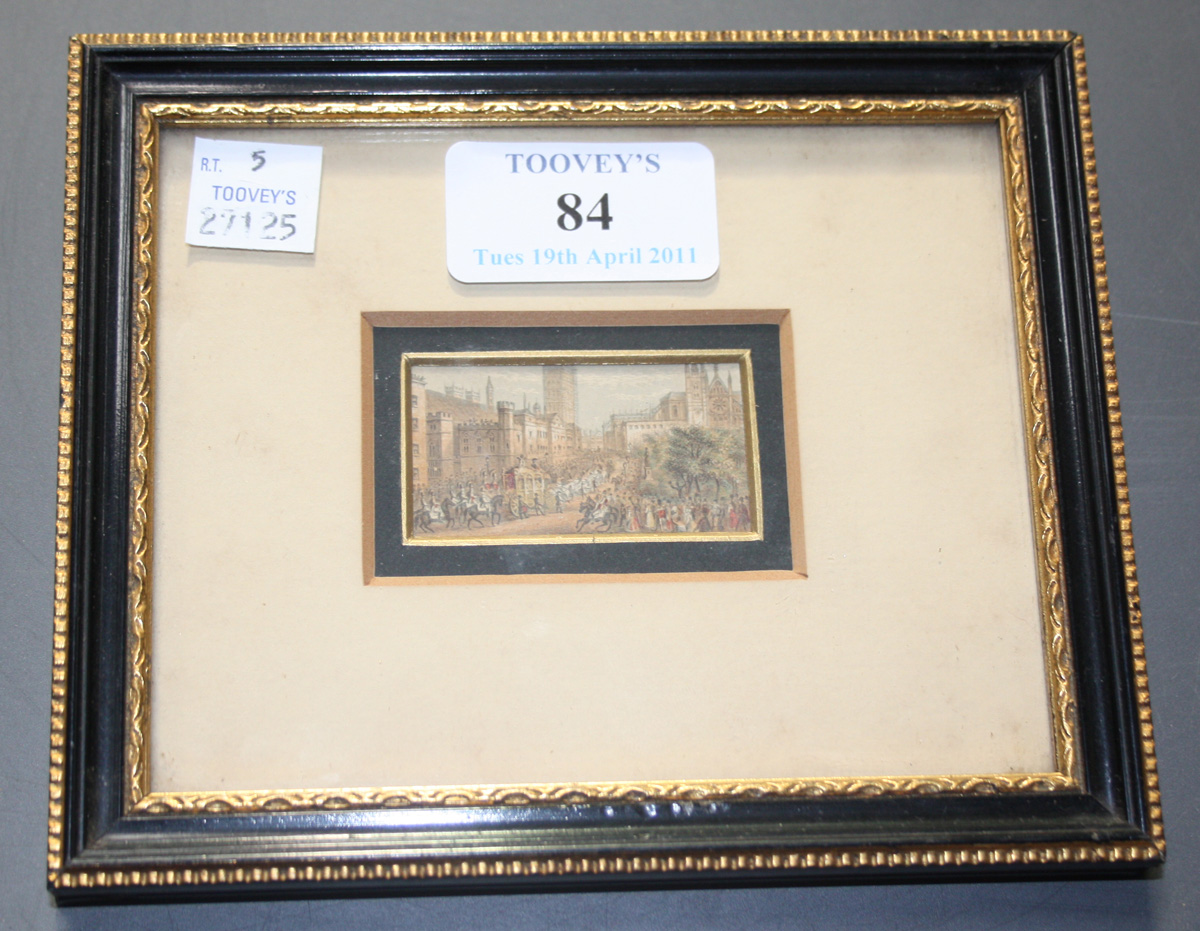 R.T. 5
TOOVEY'S
27125
TOOVEY'S
84
Tues 19th April 2011